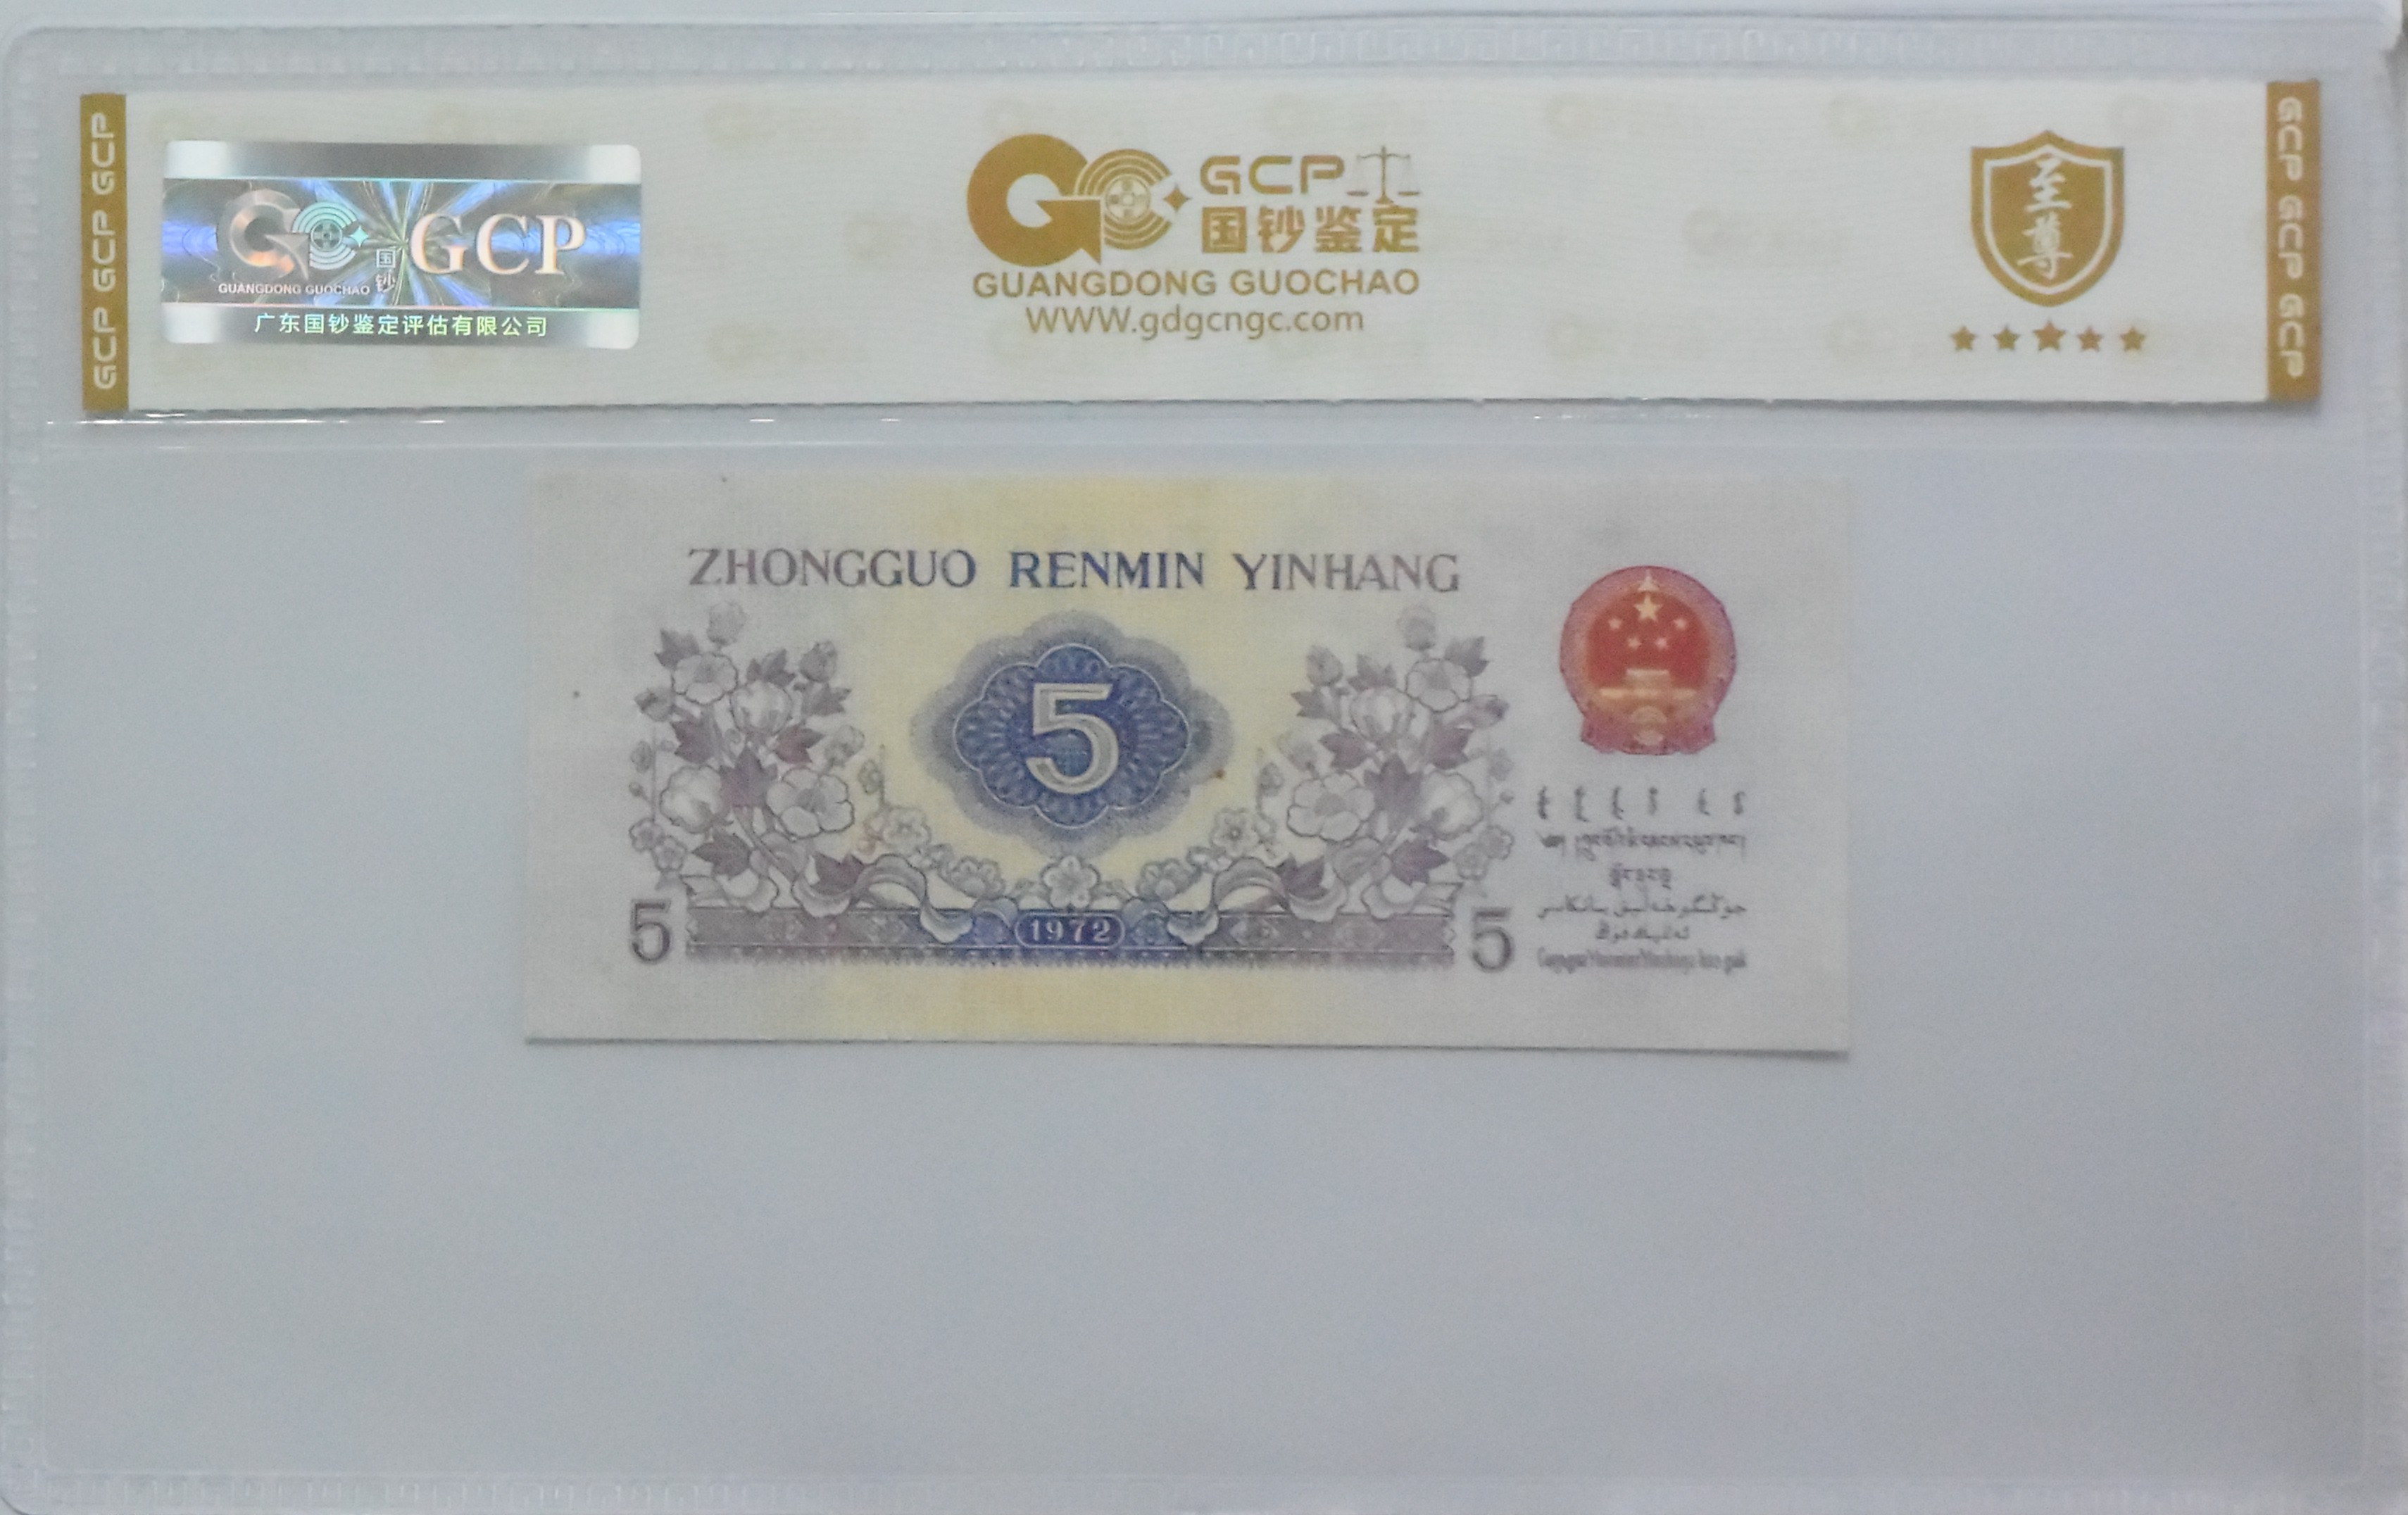 GCP GCP GCP
GCP
国钞
GUANGDONG GUOCHAO
广东国钞鉴定评估有限公司
GCP
国钞鉴定
GUANGDONG GUOCHAO
WWW.gdgcngc.com
至尊
GCP GCP GCP
ZHONGGUO RENMIN YINHANG
5
5
1972
5